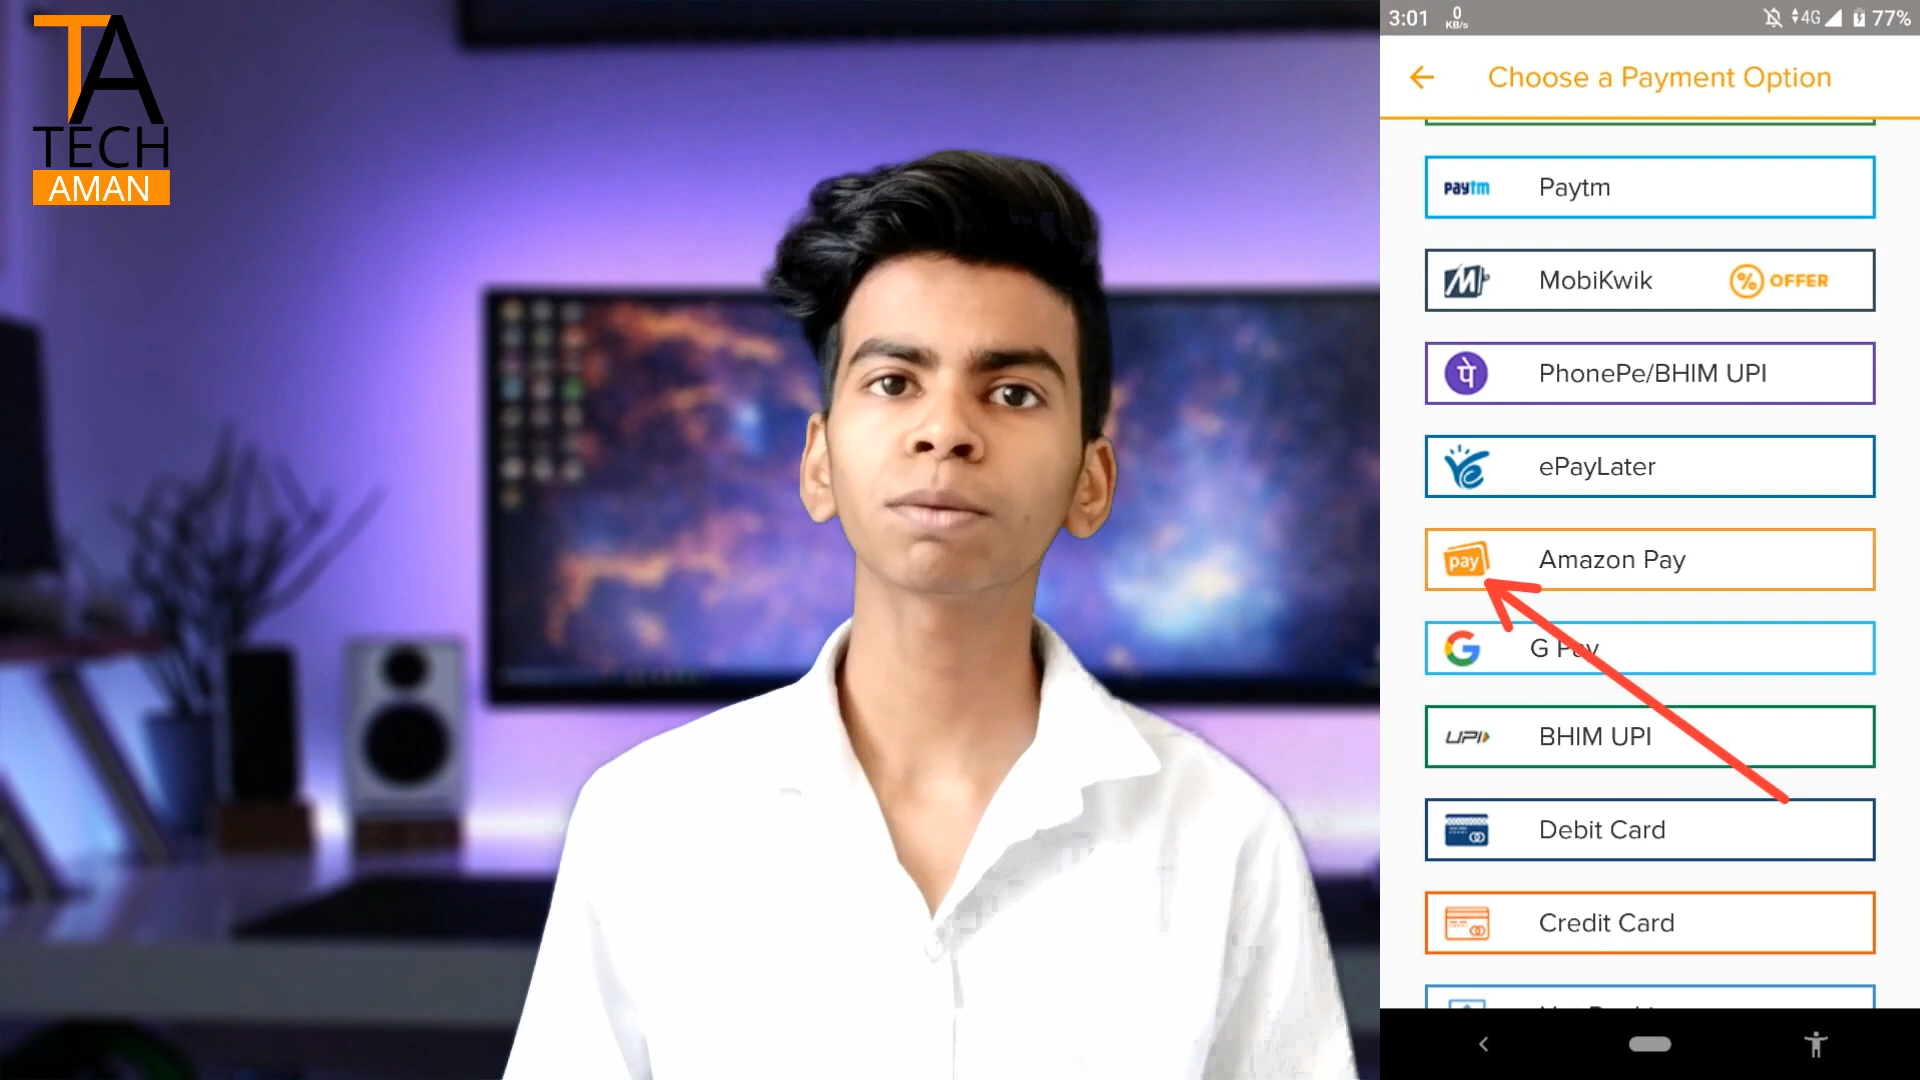 TA
TECH
AMAN
3:01 0 KB/s 4G 77%
Choose a Payment Option
Paytm Paytm
MobiKwik % OFFER
पे PhonePe/BHIM UPI
ePayLater
pay Amazon Pay
G Pay
UPI BHIM UPI
Debit Card
Credit Card